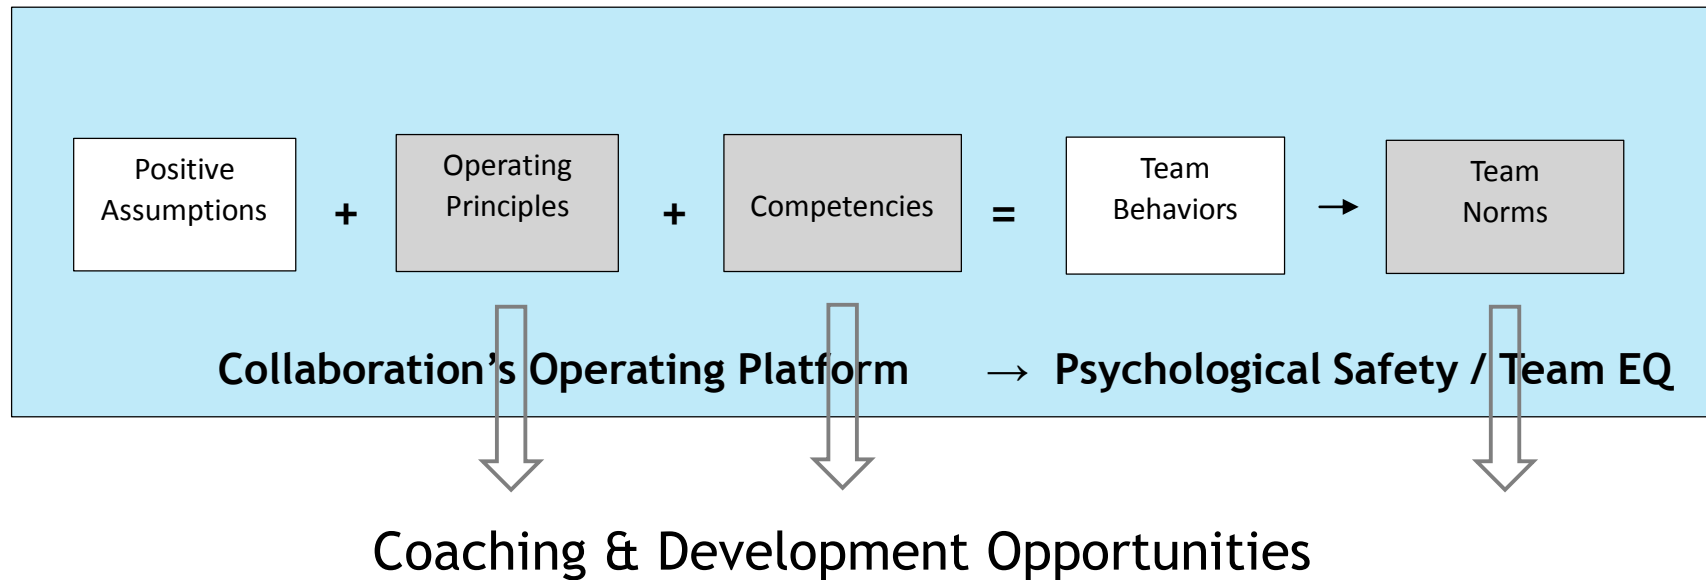 Positive
Assumptions
+
Operating
Principles
+
Competencies
=
Team
Behaviors
→
Team
Norms
Collaboration’s Operating Platform → Psychological Safety / Team EQ
Coaching & Development Opportunities